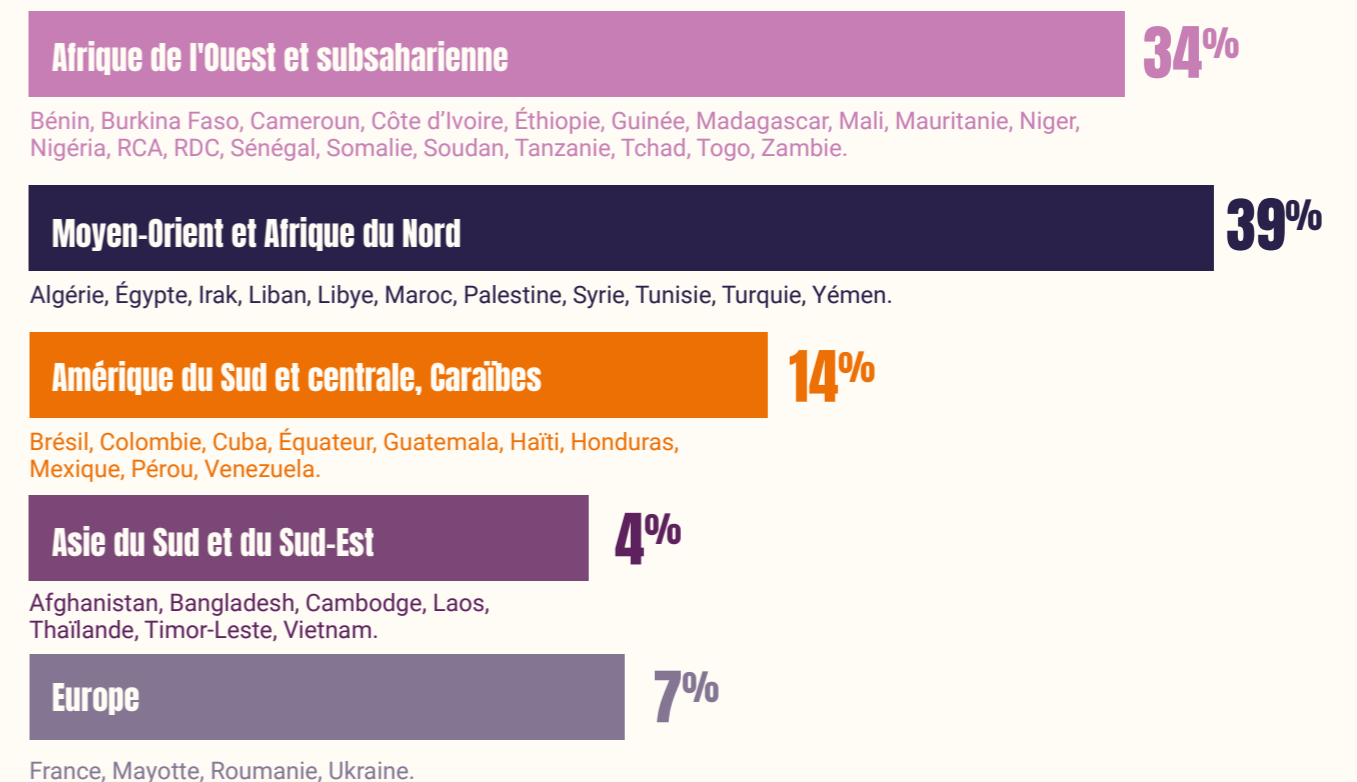 Afrique de l'Ouest et subsaharienne
34%
Bénin, Burkina Faso, Cameroun, Côte d’Ivoire, Éthiopie, Guinée, Madagascar, Mali, Mauritanie, Niger,
Nigéria, RCA, RDC, Sénégal, Somalie, Soudan, Tanzanie, Tchad, Togo, Zambie.
Moyen-Orient et Afrique du Nord
39%
Algérie, Égypte, Irak, Liban, Libye, Maroc, Palestine, Syrie, Tunisie, Turquie, Yémen.
Amérique du Sud et centrale, Caraïbes
14%
Brésil, Colombie, Cuba, Équateur, Guatemala, Haïti, Honduras,
Mexique, Pérou, Venezuela.
Asie du Sud et du Sud-Est
4%
Afghanistan, Bangladesh, Cambodge, Laos,
Thaïlande, Timor-Leste, Vietnam.
Europe
7%
France, Mayotte, Roumanie, Ukraine.